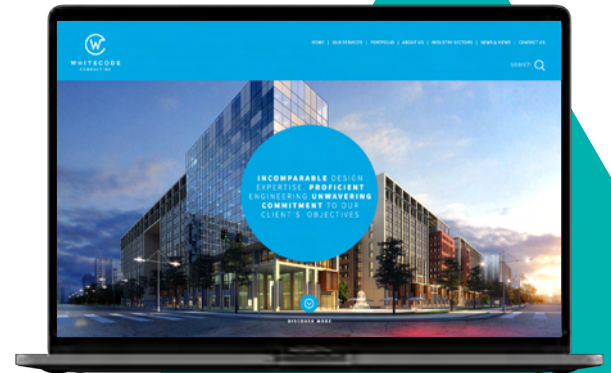 WHITECODE
CONSULTING
HOME | OUR SERVICES | PORTFOLIO | ABOUT US | INDUSTRY SECTORS | NEWS & VIEWS | CONTACT US
SEARCH
INCOMPARABLE DESIGN
EXPERTISE. PROFICIENT
ENGINEERING UNWAVERING
COMMITMENT TO OUR
CLIENT'S OBJECTIVES
DISCOVER MORE